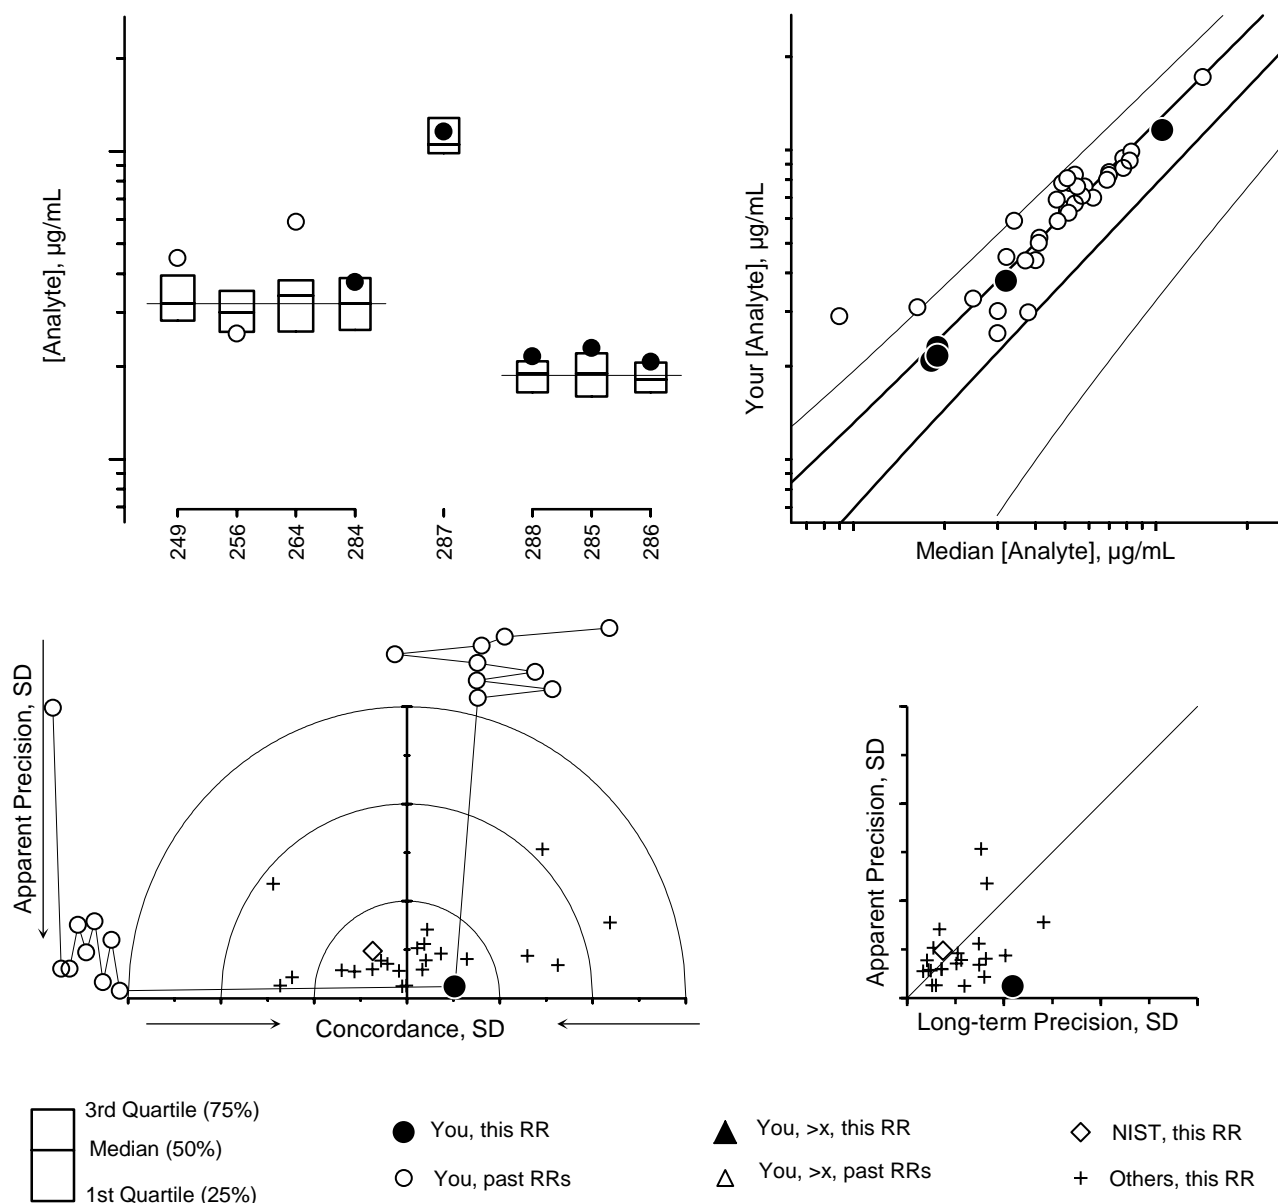 [Analyte], µg/mL
249
256
264
284
287
288
285
286
Your [Analyte], µg/mL
Median [Analyte], µg/mL
Apparent Precision, SD
Concordance, SD
Apparent Precision, SD
Long-term Precision, SD
3rd Quartile (75%)
Median (50%)
1st Quartile (25%)
You, this RR
You, past RRs
You, >x, this RR
You, >x, past RRs
NIST, this RR
Others, this RR